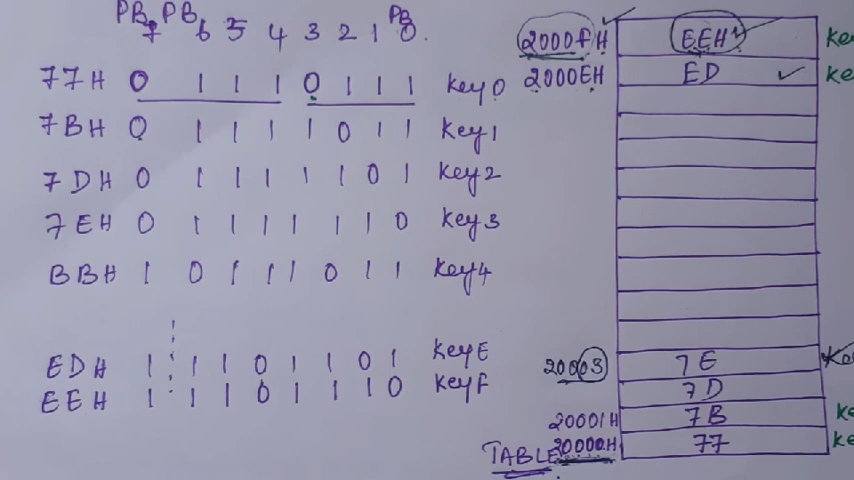 PB7 PB6 5 4 3 2 1 PB0
77H 0 1 1 1 0 1 1 1 Key0
7BH 0 1 1 1 1 0 1 1 Key1
7DH 0 1 1 1 1 1 0 1 Key2
7EH 0 1 1 1 1 1 1 0 Key3
BBH 1 0 1 1 1 0 1 1 Key4
EDH 1 1 1 0 1 1 0 1 KeyE
EEH 1 1 1 0 1 1 1 0 KeyF
2000FH EEH
2000EH ED
20003 7E
7D
20001H 7B
TABLE 20000H 77